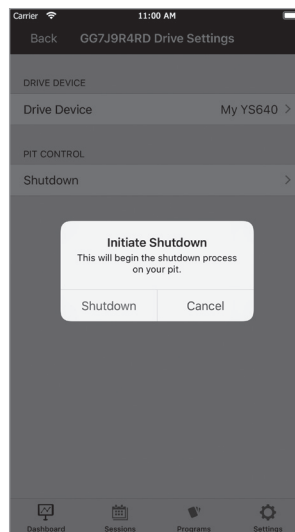 Carrier 11:00 AM
Back GG7J9R4RD Drive Settings
DRIVE DEVICE
Drive Device My YS640 >
PIT CONTROL
Shutdown >
Initiate Shutdown
This will begin the shutdown process
on your pit.
Shutdown Cancel
Dashboard Sessions Programs Settings